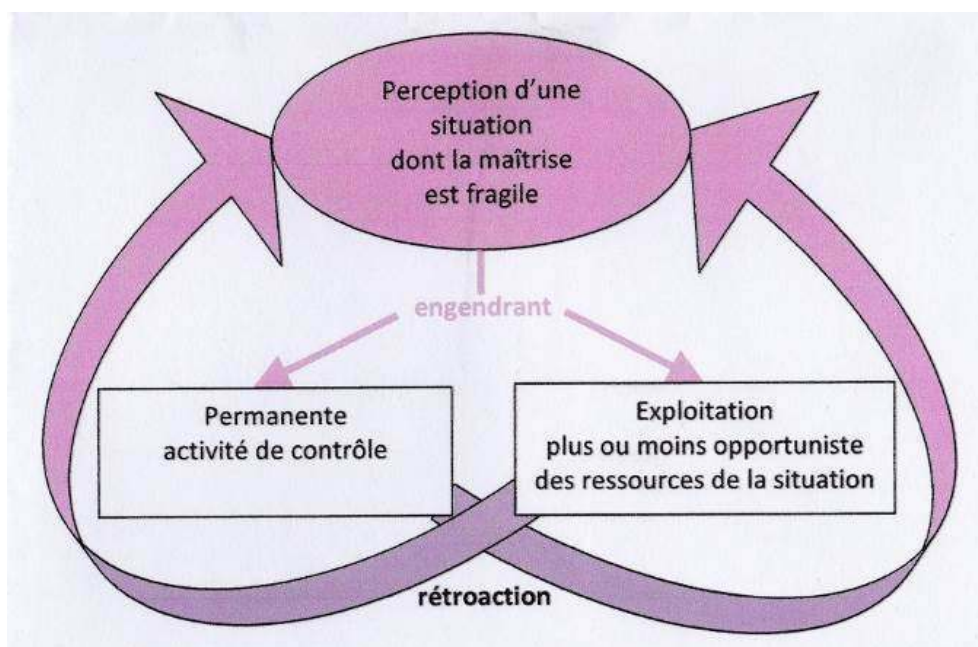 Perception d'une
situation
dont la maîtrise
est fragile
engendrant
Permanente
activité de contrôle
Exploitation
plus ou moins opportuniste
des ressources de la situation
rétroaction